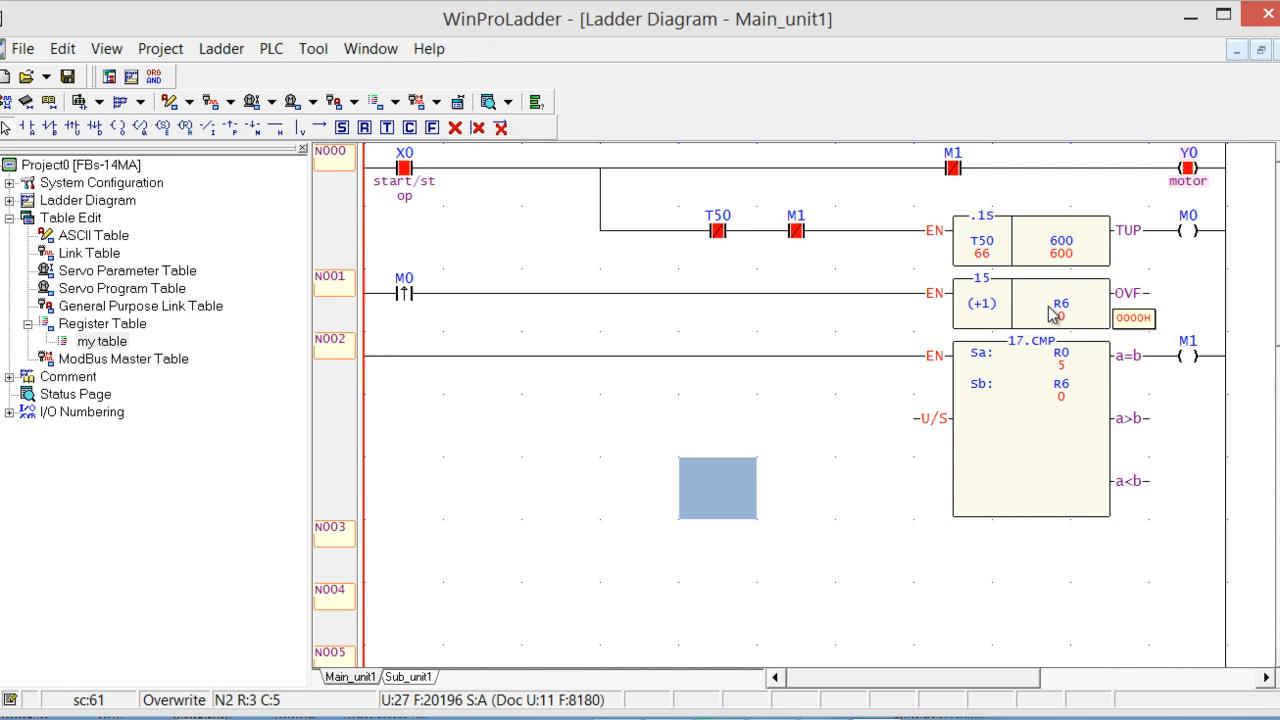 WinProLadder - [Ladder Diagram - Main_unit1]
File Edit View Project Ladder PLC Tool Window Help
ORG
AND
S R T C F
Project0 [FBs-14MA]
System Configuration
Ladder Diagram
Table Edit
ASCII Table
Link Table
Servo Parameter Table
Servo Program Table
General Purpose Link Table
Register Table
my table
ModBus Master Table
Comment
Status Page
I/O Numbering
N000
X0 M1 Y0
start/st
op
motor
T50 M1 .1S M0
EN T50 600 TUP
66 600
N001
M0 15
EN (+1) R6 OVF
0 0000H
N002
17.CMP M1
EN Sa: R0 a=b
5
Sb: R6
0
U/S a>b
a<b
N003
N004
N005
Main_unit1 Sub_unit1
sc:61 Overwrite N2 R:3 C:5 U:27 F:20196 S:A (Doc U:11 F:8180)